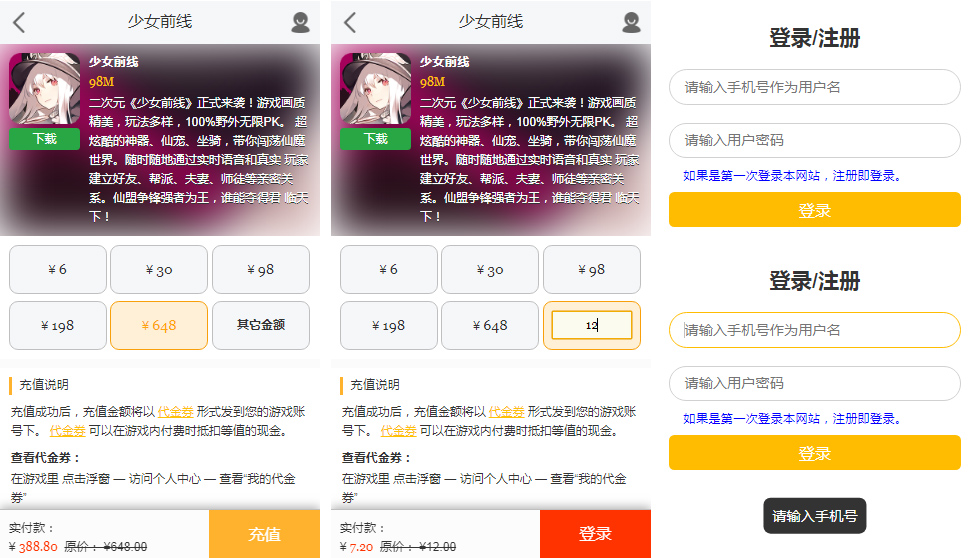 少女前线
少女前线
98M
二次元《少女前线》正式来袭！游戏画质
精美，玩法多样，100%野外无限PK。 超
炫酷的神器、仙宠、坐骑，带你闯荡仙魔
世界。随时随地通过实时语音和真实 玩家
建立好友、帮派、夫妻、师徒等亲密关
系。仙盟争锋强者为王，谁能夺得君 临天
下！
下载
¥ 6
¥ 30
¥ 98
¥ 198
¥ 648
其它金额
充值说明
充值成功后，充值金额将以 代金券 形式发到您的游戏账
号下。 代金券 可以在游戏内付费时抵扣等值的现金。
查看代金券：
在游戏里 点击浮窗 — 访问个人中心 — 查看“我的代金
券”
实付款：
¥ 388.80 原价： ¥648.00
充值
少女前线
少女前线
98M
二次元《少女前线》正式来袭！游戏画质
精美，玩法多样，100%野外无限PK。 超
炫酷的神器、仙宠、坐骑，带你闯荡仙魔
世界。随时随地通过实时语音和真实 玩家
建立好友、帮派、夫妻、师徒等亲密关
系。仙盟争锋强者为王，谁能夺得君 临天
下！
下载
¥ 6
¥ 30
¥ 98
¥ 198
¥ 648
12
充值说明
充值成功后，充值金额将以 代金券 形式发到您的游戏账
号下。 代金券 可以在游戏内付费时抵扣等值的现金。
查看代金券：
在游戏里 点击浮窗 — 访问个人中心 — 查看“我的代金
券”
实付款：
¥ 7.20 原价： ¥12.00
登录
登录/注册
请输入手机号作为用户名
请输入用户密码
如果是第一次登录本网站，注册即登录。
登录
登录/注册
请输入手机号作为用户名
请输入用户密码
如果是第一次登录本网站，注册即登录。
登录
请输入手机号